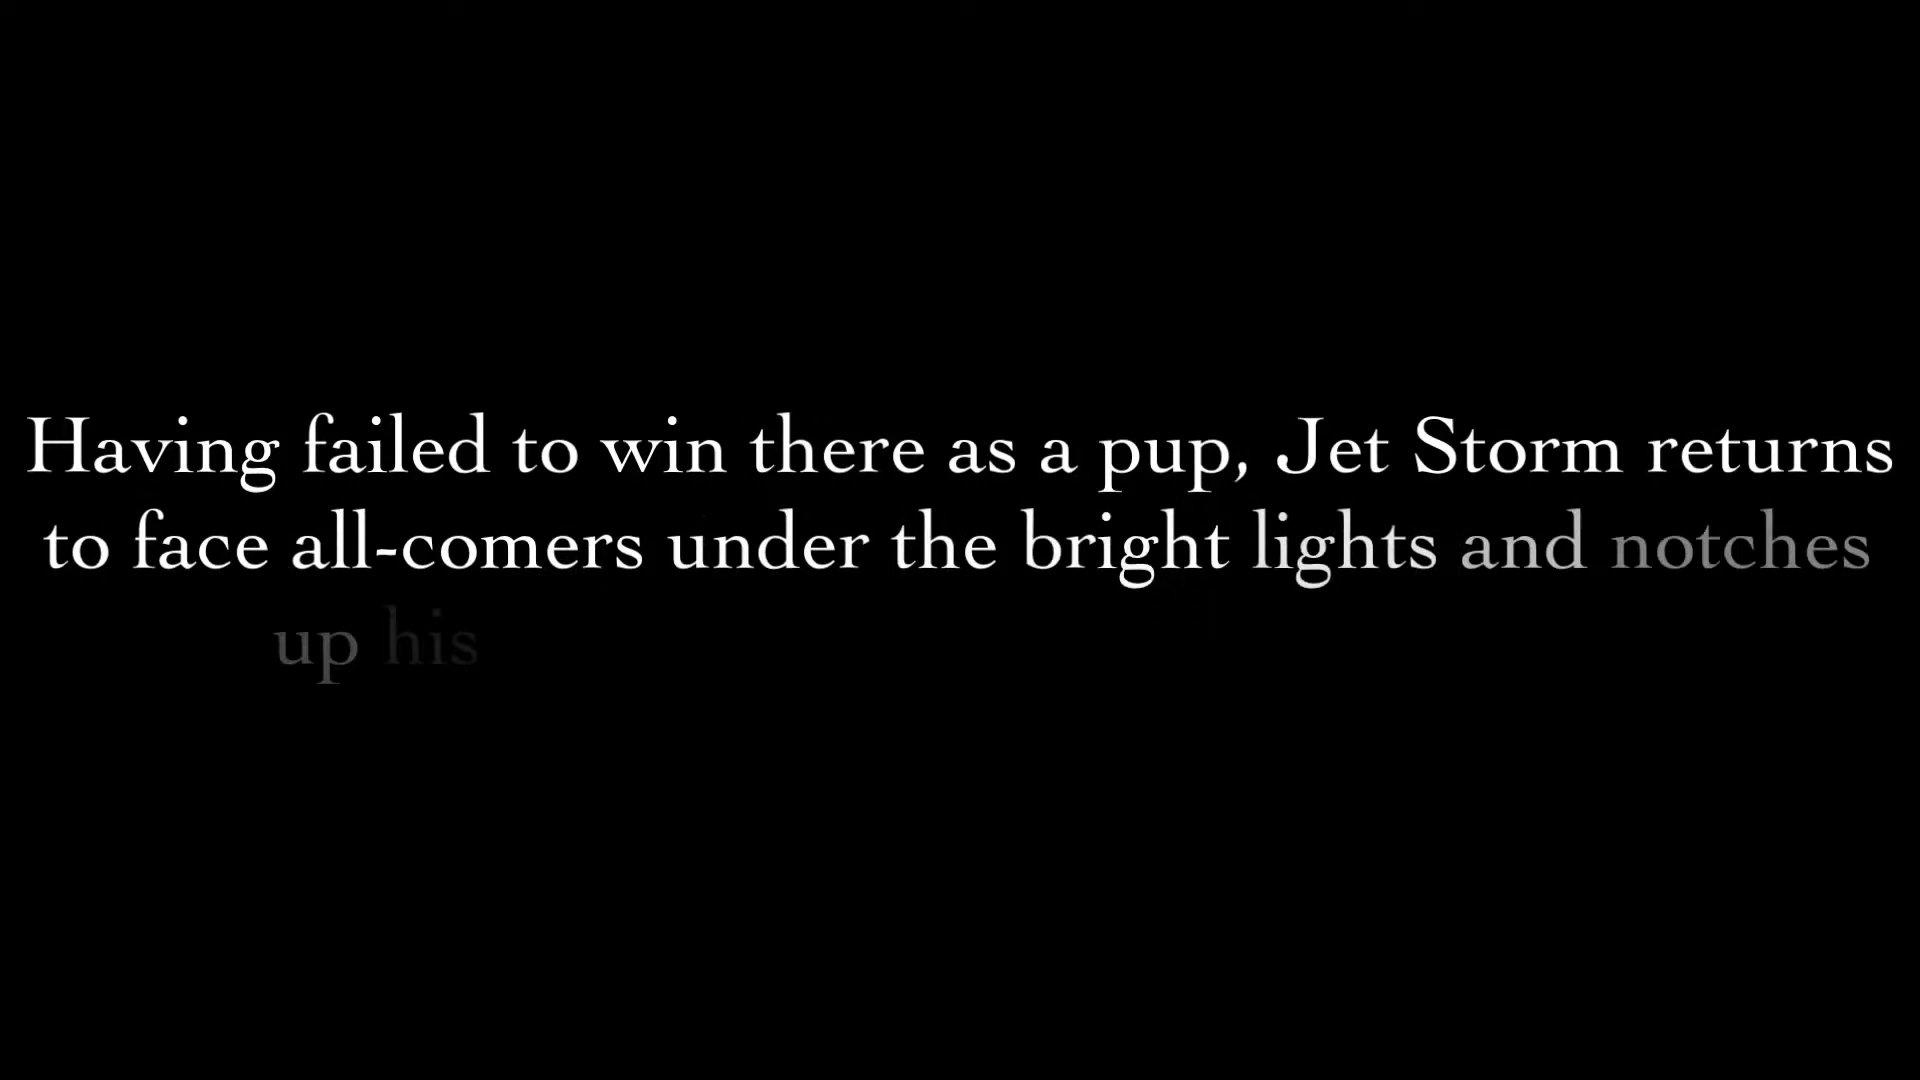 Having failed to win there as a pup, Jet Storm returns
to face all-comers under the bright lights and notches
up his